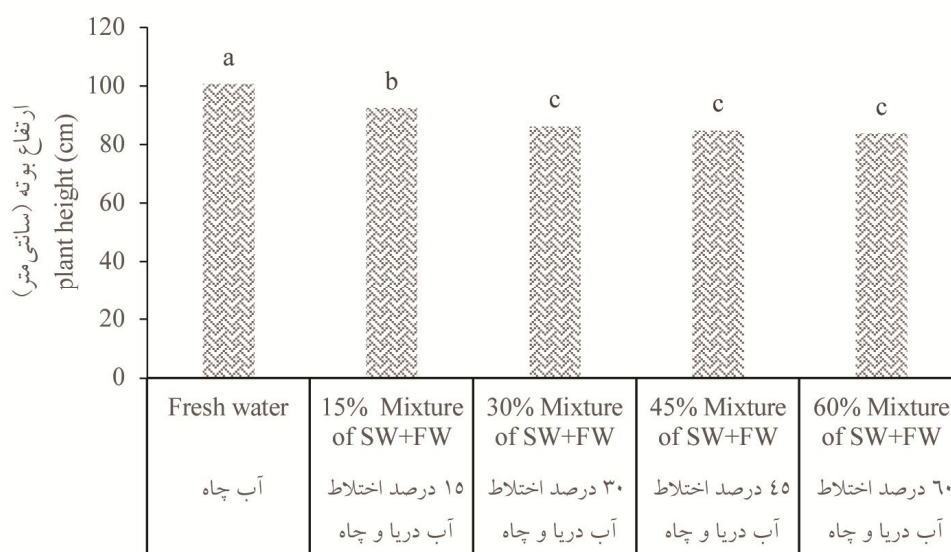 ارتفاع بوته (سانتی‌متر)
plant height (cm)
120
100
80
60
40
20
0
a
b
c
c
c
Fresh water
آب چاه
15% Mixture
of SW+FW
١٥ درصد اختلاط
آب دریا و چاه
30% Mixture
of SW+FW
٣٠ درصد اختلاط
آب دریا و چاه
45% Mixture
of SW+FW
٤٥ درصد اختلاط
آب دریا و چاه
60% Mixture
of SW+FW
٦٠ درصد اختلاط
آب دریا و چاه